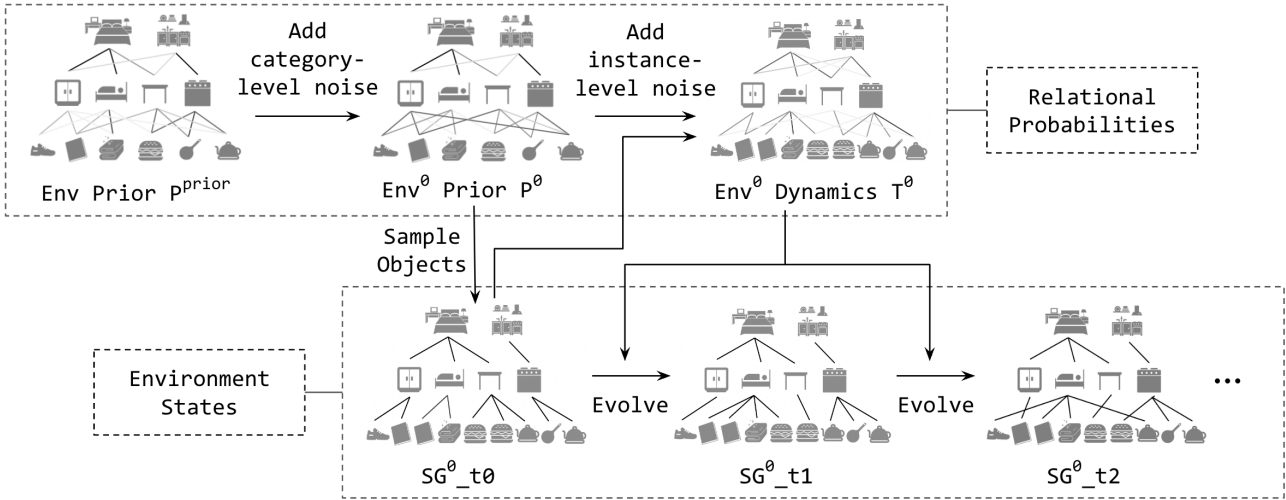 Add
category-
level noise
Add
instance-
level noise
Relational
Probabilities
Env Prior P^prior
Env^0 Prior P^0
Env^0 Dynamics T^0
Sample
Objects
Environment
States
Evolve
Evolve
...
SG^0_t0
SG^0_t1
SG^0_t2